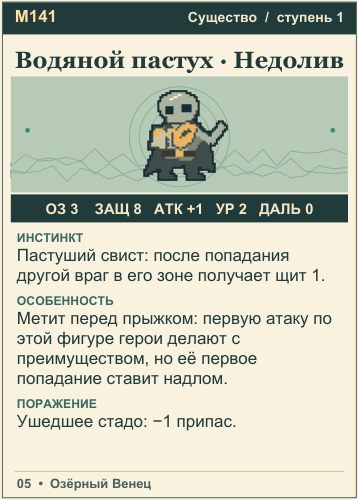 M141
Существо / ступень 1
Водяной пастух · Недолив
ОЗ 3 ЗАЩ 8 АТК +1 УР 2 ДАЛЬ 0
ИНСТИНКТ
Пастуший свист: после попадания
другой враг в его зоне получает щит 1.
ОСОБЕННОСТЬ
Метит перед прыжком: первую атаку по
этой фигуре герои делают с
преимуществом, но её первое
попадание ставит надлом.
ПОРАЖЕНИЕ
Ушедшее стадо: −1 припас.
05 • Озёрный Венец